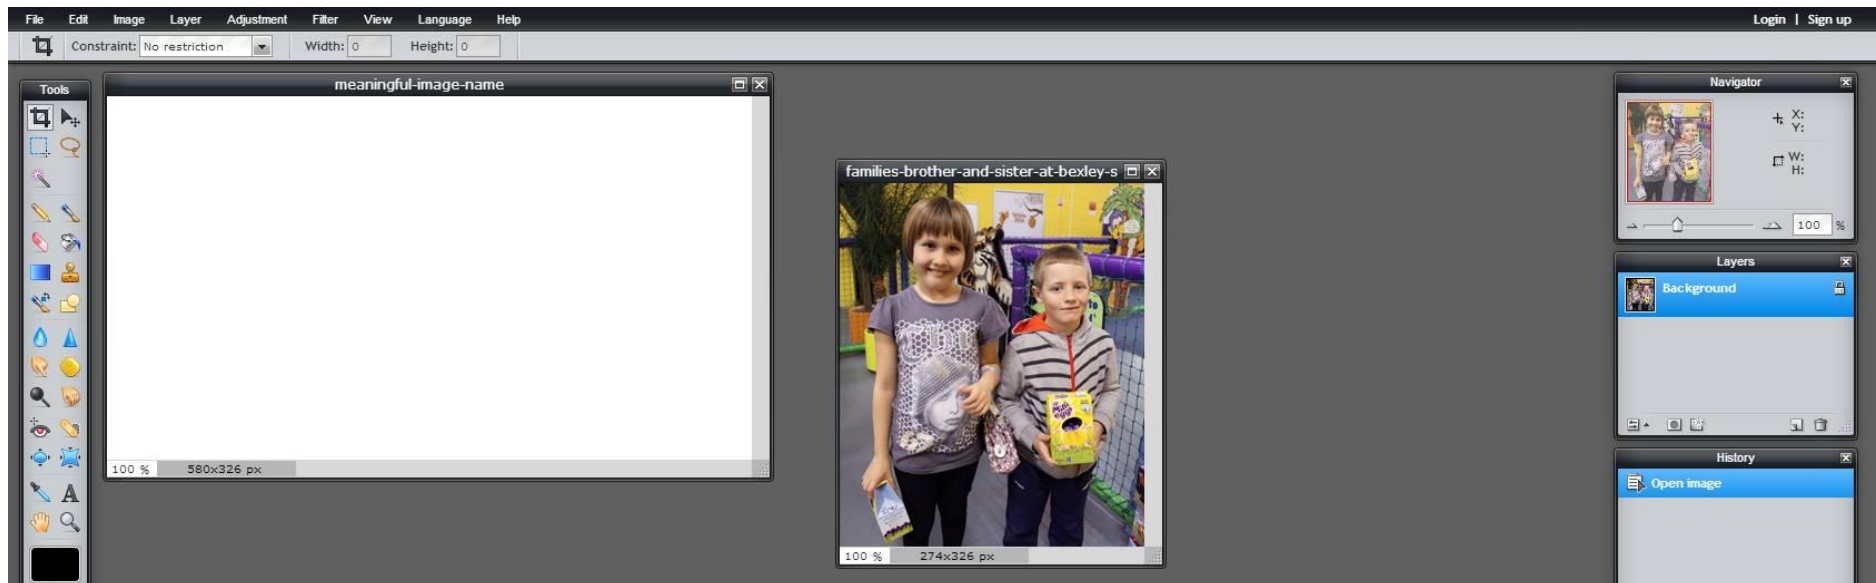 File Edit Image Layer Adjustment Filter View Language Help Login | Sign up
Constraint: No restriction Width: 0 Height: 0
Tools
meaningful-image-name
families-brother-and-sister-at-bexley-s
Navigator
X:
Y:
W:
H:
100 %
Layers
Background
History
Open image
100 % 580x326 px
100 % 274x326 px
Mini
eggs
A